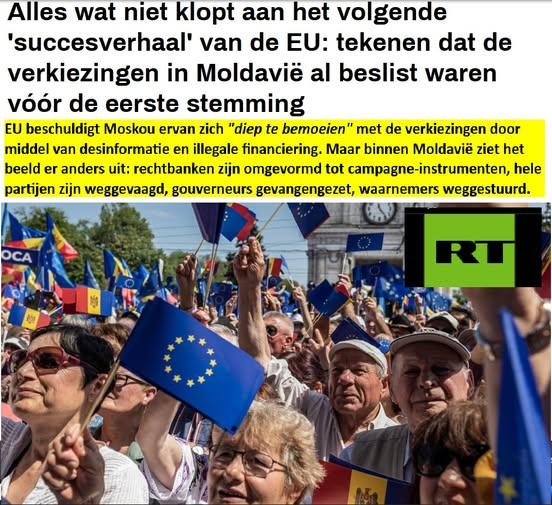 Alles wat niet klopt aan het volgende
'succesverhaal' van de EU: tekenen dat de
verkiezingen in Moldavië al beslist waren
vóór de eerste stemming
EU beschuldigt Moskou ervan zich "diep te bemoeien" met de verkiezingen door
middel van desinformatie en illegale financiering. Maar binnen Moldavië ziet het
beeld er anders uit: rechtbanken zijn omgevormd tot campagne-instrumenten, hele
partijen zijn weggevaagd, gouverneurs gevangengezet, waarnemers weggestuurd.
RT
OCA